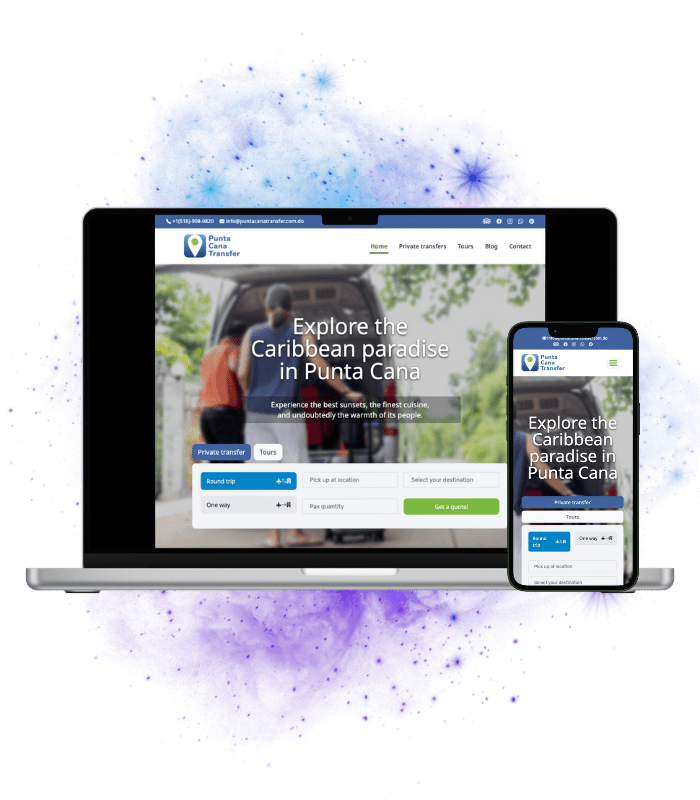 +1(516)-908-9820 info@puntacanatransfer.com.do
Punta
Cana
Transfer
Home Private transfers Tours Blog Contact
Explore the
Caribbean paradise
in Punta Cana
Experience the best sunsets, the finest cuisine,
and undoubtedly the warmth of its people.
Private transfer Tours
Round trip Pick up at location Select your destination
One way Pax quantity Get a quote!
Punta
Cana
Transfer
Explore the
Caribbean
paradise in
Punta Cana
Private transfer
Tours
Round
trip
One way
Pick up at location
Select your destination